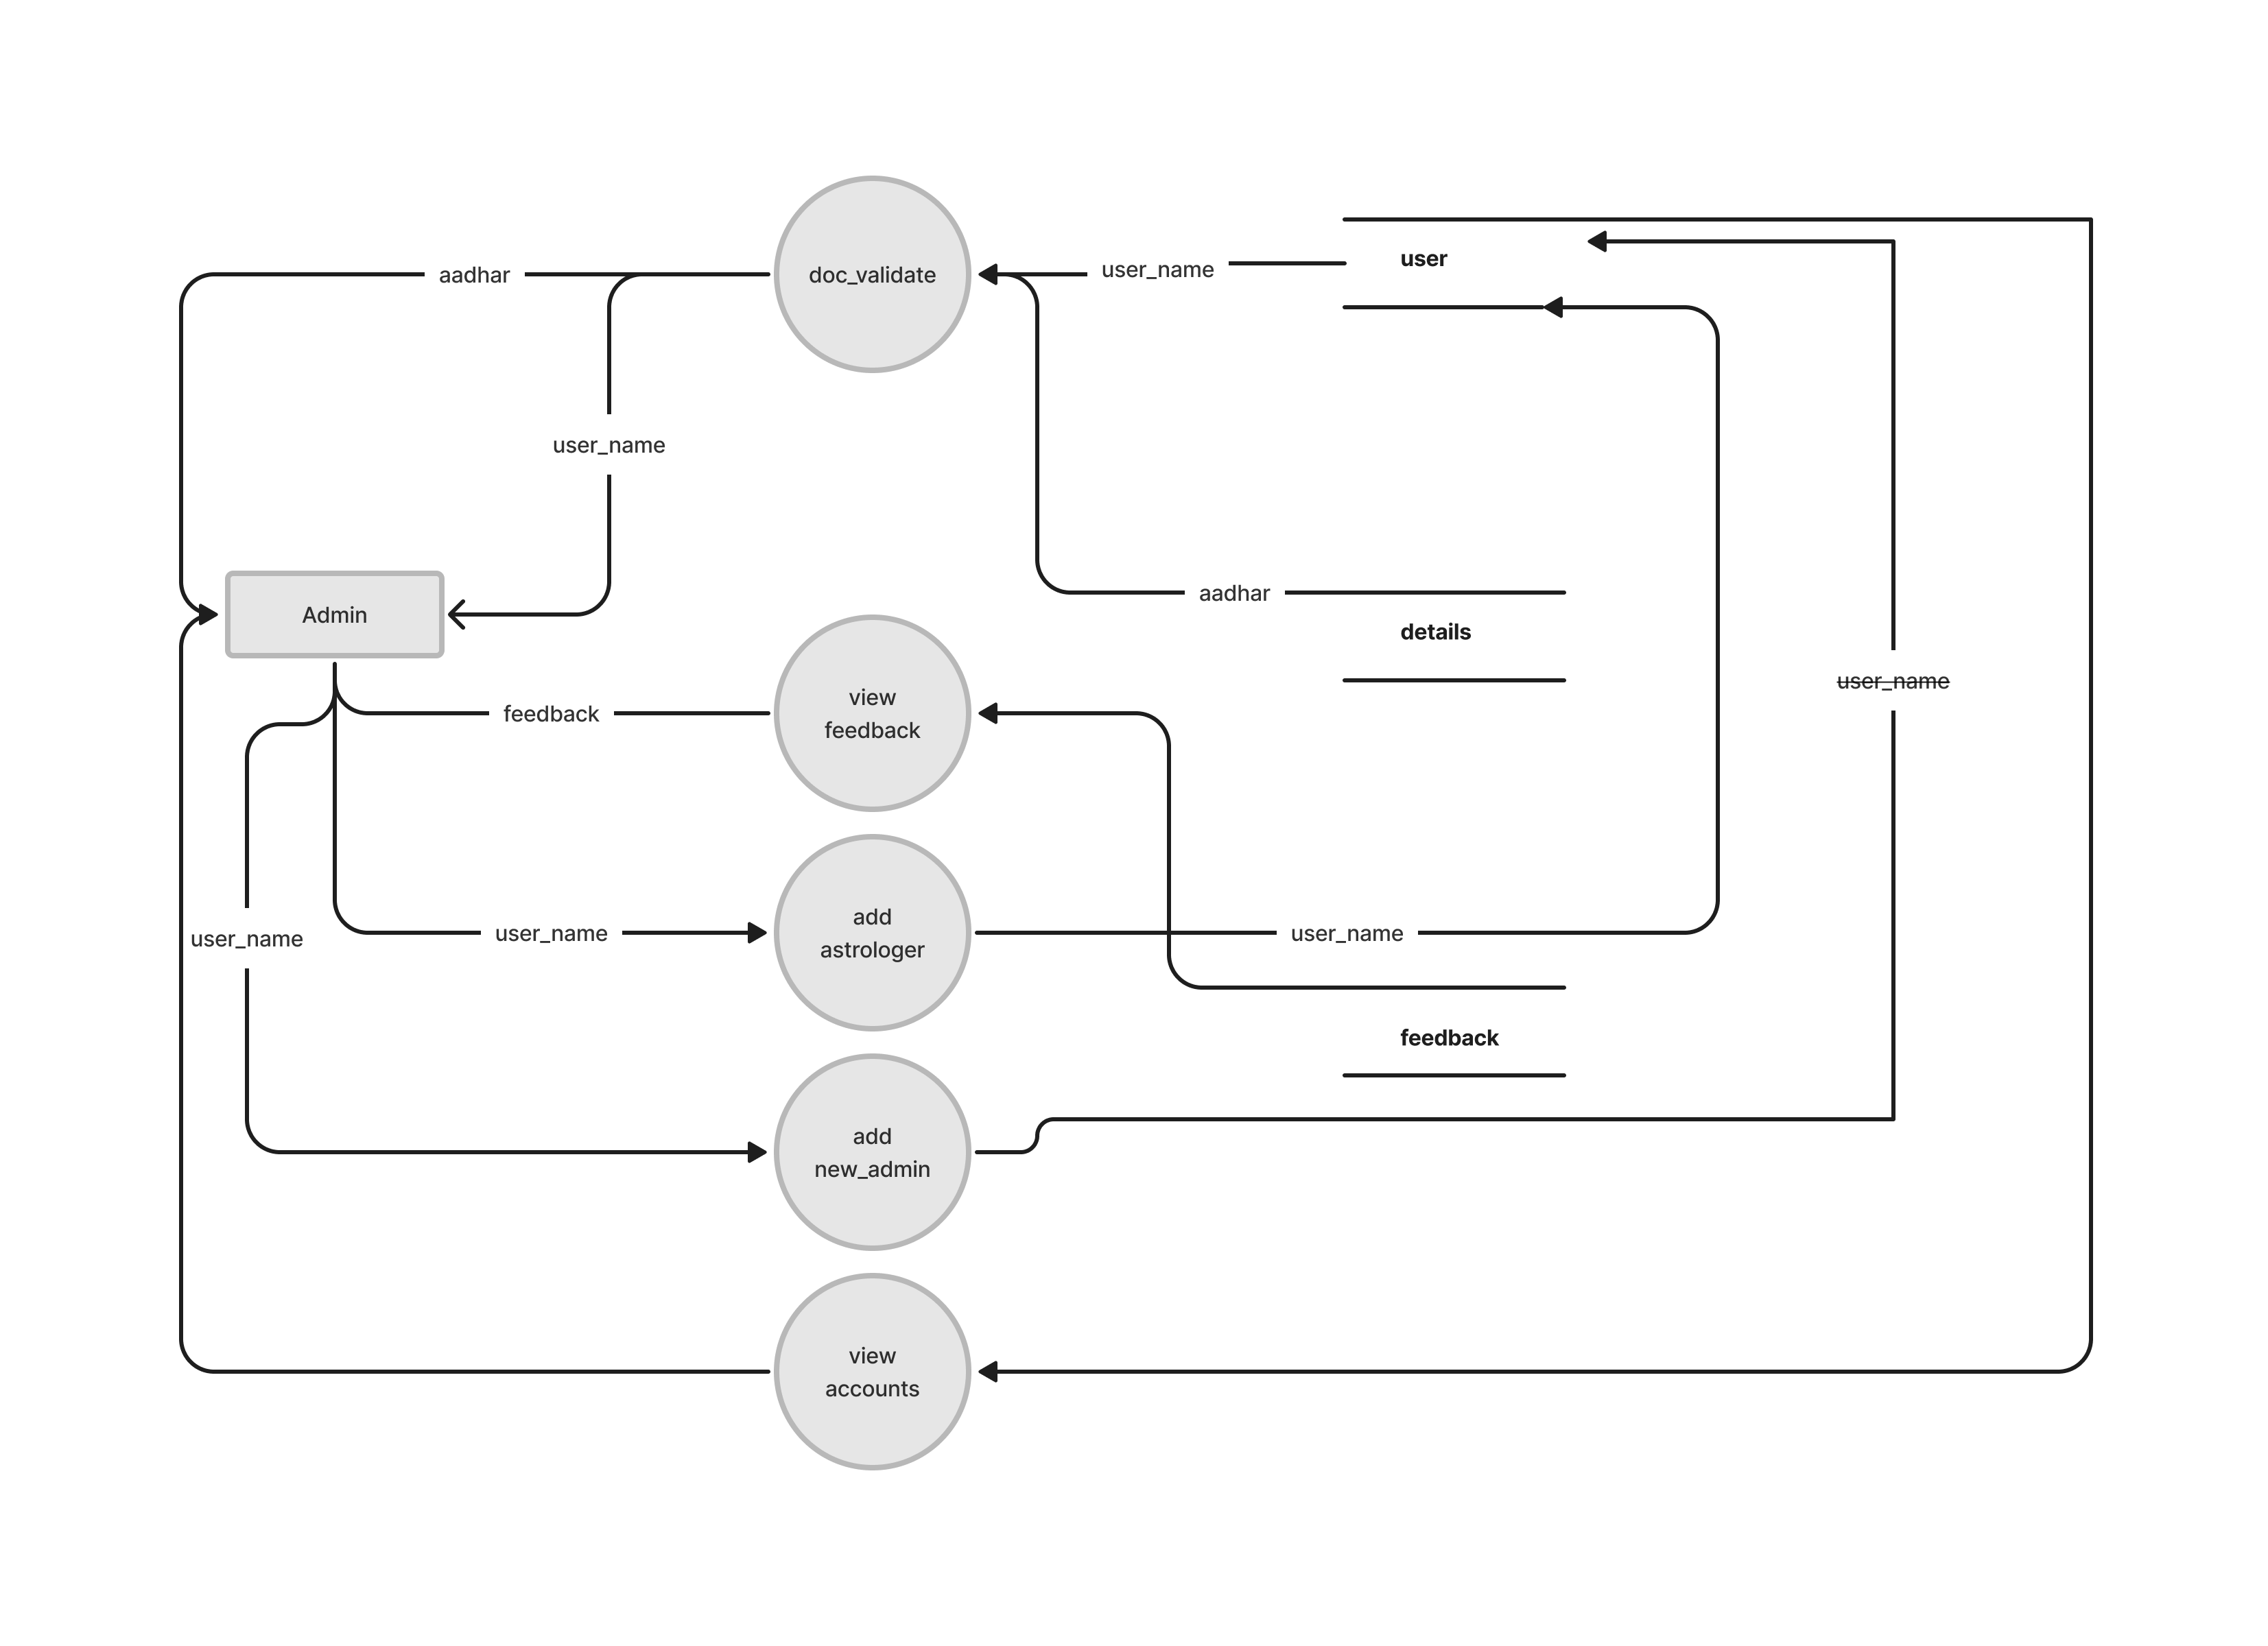 aadhar
doc_validate
user_name
user
user_name
Admin
aadhar
details
user_name
view
feedback
feedback
add
astrologer
user_name
user_name
user_name
feedback
add
new_admin
view
accounts